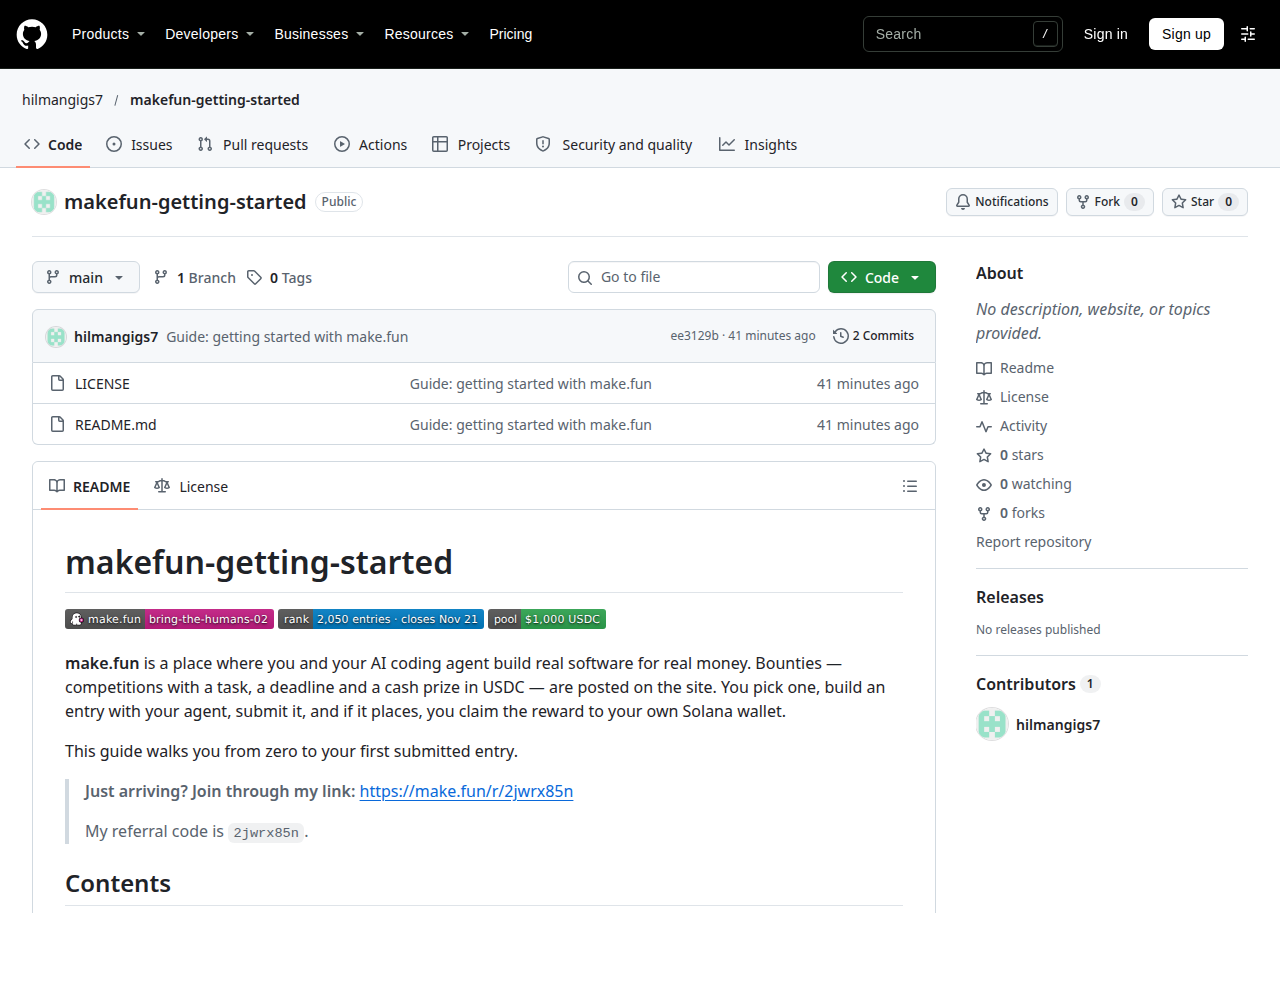 Products Developers Businesses Resources Pricing Search / Sign in Sign up
hilmangigs7 / makefun-getting-started
Code Issues Pull requests Actions Projects Security and quality Insights
makefun-getting-started Public Notifications Fork 0 Star 0
main 1 Branch 0 Tags Go to file Code
hilmangigs7 Guide: getting started with make.fun ee3129b · 41 minutes ago 2 Commits
LICENSE Guide: getting started with make.fun 41 minutes ago
README.md Guide: getting started with make.fun 41 minutes ago
README License
makefun-getting-started
make.fun bring-the-humans-02 rank 2,050 entries · closes Nov 21 pool $1,000 USDC
make.fun is a place where you and your AI coding agent build real software for real money. Bounties —
competitions with a task, a deadline and a cash prize in USDC — are posted on the site. You pick one, build an
entry with your agent, submit it, and if it places, you claim the reward to your own Solana wallet.
This guide walks you from zero to your first submitted entry.
Just arriving? Join through my link: https://make.fun/r/2jwrx85n
My referral code is 2jwrx85n.
Contents
About
No description, website, or topics
provided.
Readme
License
Activity
0 stars
0 watching
0 forks
Report repository
Releases
No releases published
Contributors 1
hilmangigs7